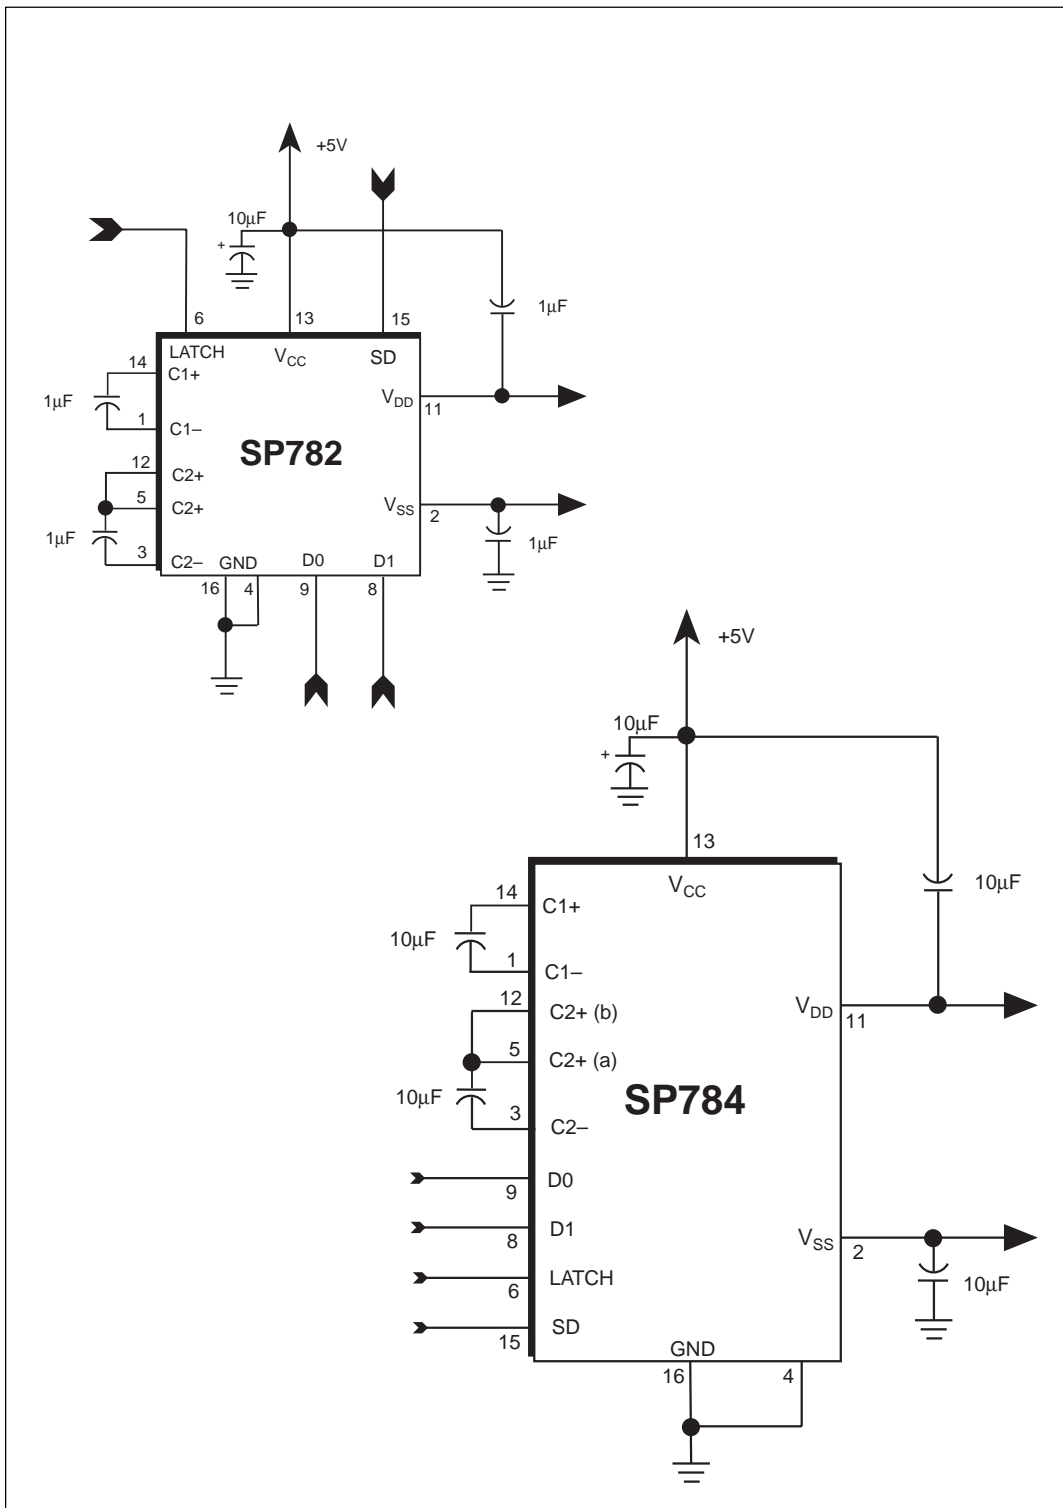 +5V
10µF
+
1µF
6
13
15
LATCH
VCC
SD
14
C1+
1µF
1
C1–
VDD
11
SP782
12
C2+
5
C2+
1µF
3
C2–
VSS
2
1µF
GND
D0
D1
16
4
9
8
+5V
10µF
+
13
VCC
10µF
14
C1+
10µF
1
C1–
12
C2+ (b)
5
C2+ (a)
10µF
3
C2–
VDD
11
SP784
D0
9
D1
8
LATCH
6
SD
15
VSS
2
10µF
GND
16
4